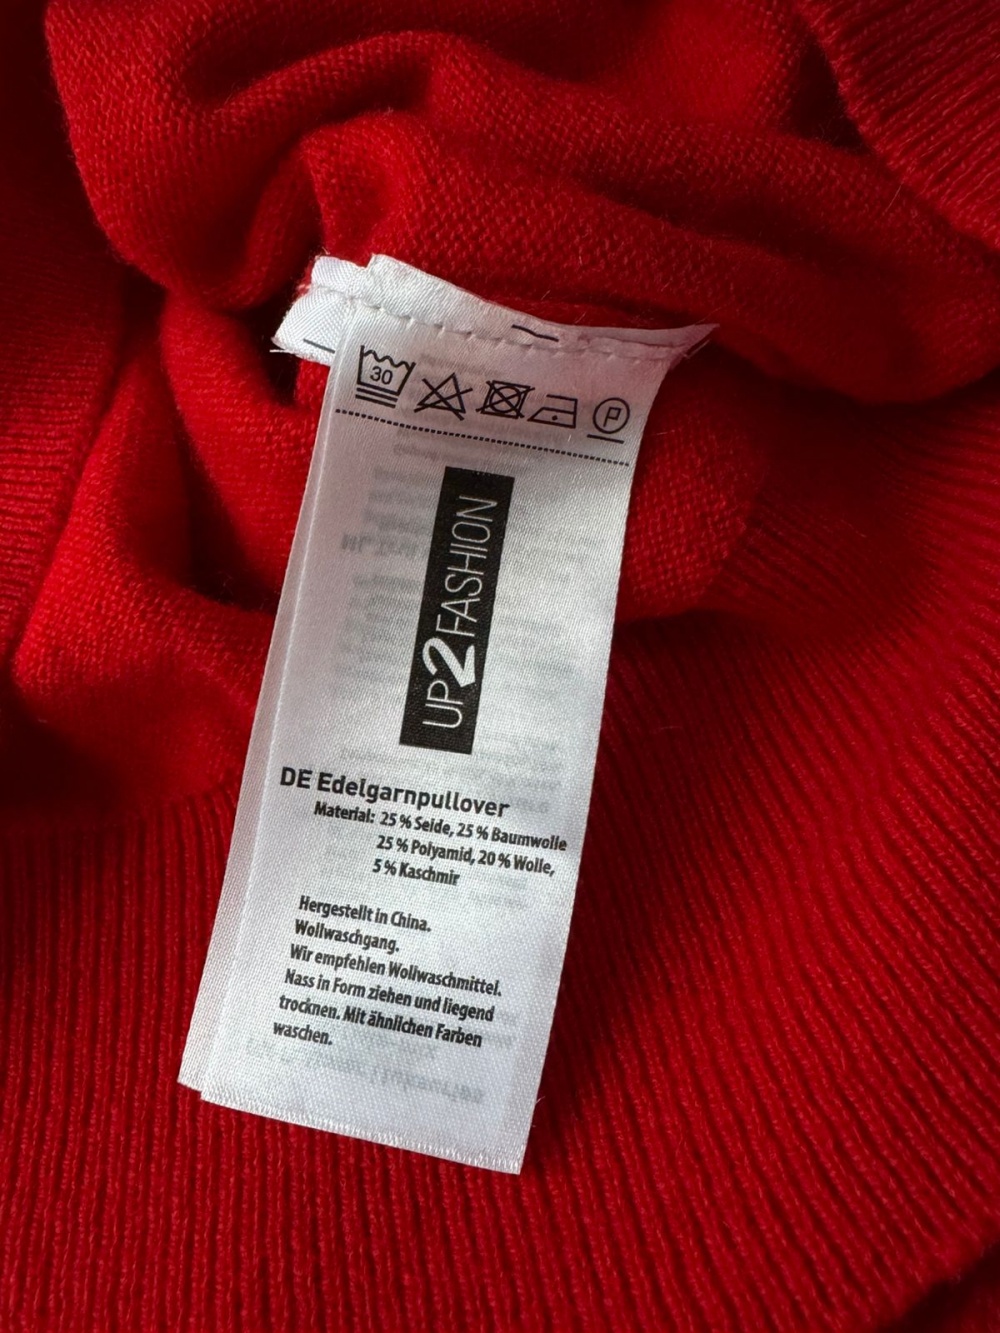 30
P
UP2FASHION
DE Edelgarnpullover
Material: 25 % Seide, 25 % Baumwolle
25 % Polyamid, 20 % Wolle,
5 % Kaschmir
Hergestellt in China.
Wollwaschgang.
Wir empfehlen Wollwaschmittel.
Nass in Form ziehen und liegend
trocknen. Mit ähnlichen Farben
waschen.